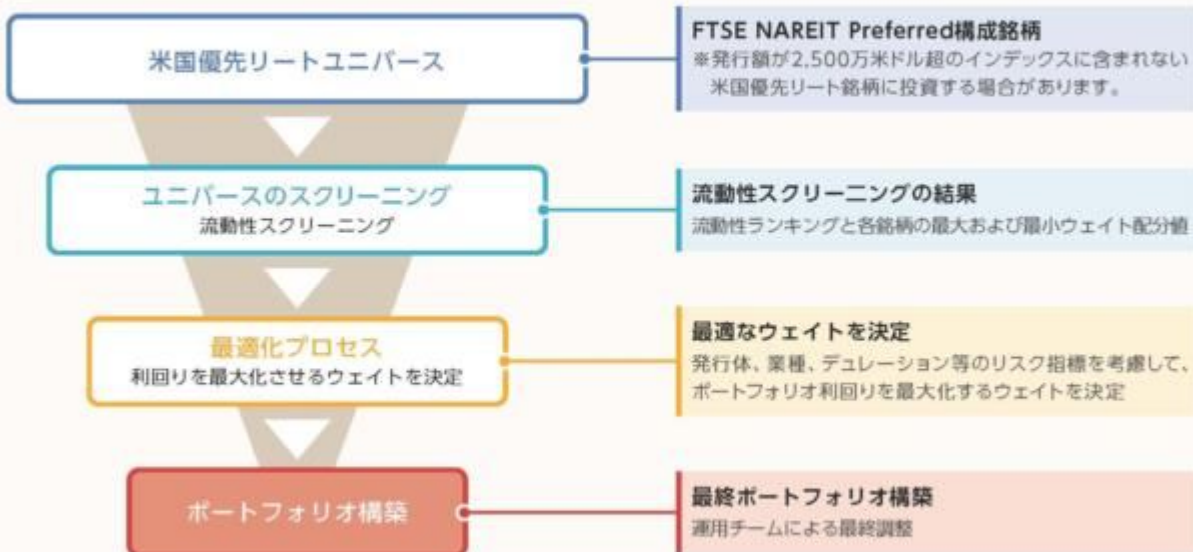 米国優先リートユニバース
FTSE NAREIT Preferred構成銘柄
※発行額が2,500万米ドル超のインデックスに含まれない
米国優先リート銘柄に投資する場合があります。
ユニバースのスクリーニング
流動性スクリーニング
流動性スクリーニングの結果
流動性ランキングと各銘柄の最大および最小ウェイト配分値
最適化プロセス
利回りを最大化させるウェイトを決定
最適なウェイトを決定
発行体、業種、デュレーション等のリスク指標を考慮して、
ポートフォリオ利回りを最大化するウェイトを決定
ポートフォリオ構築
最終ポートフォリオ構築
運用チームによる最終調整